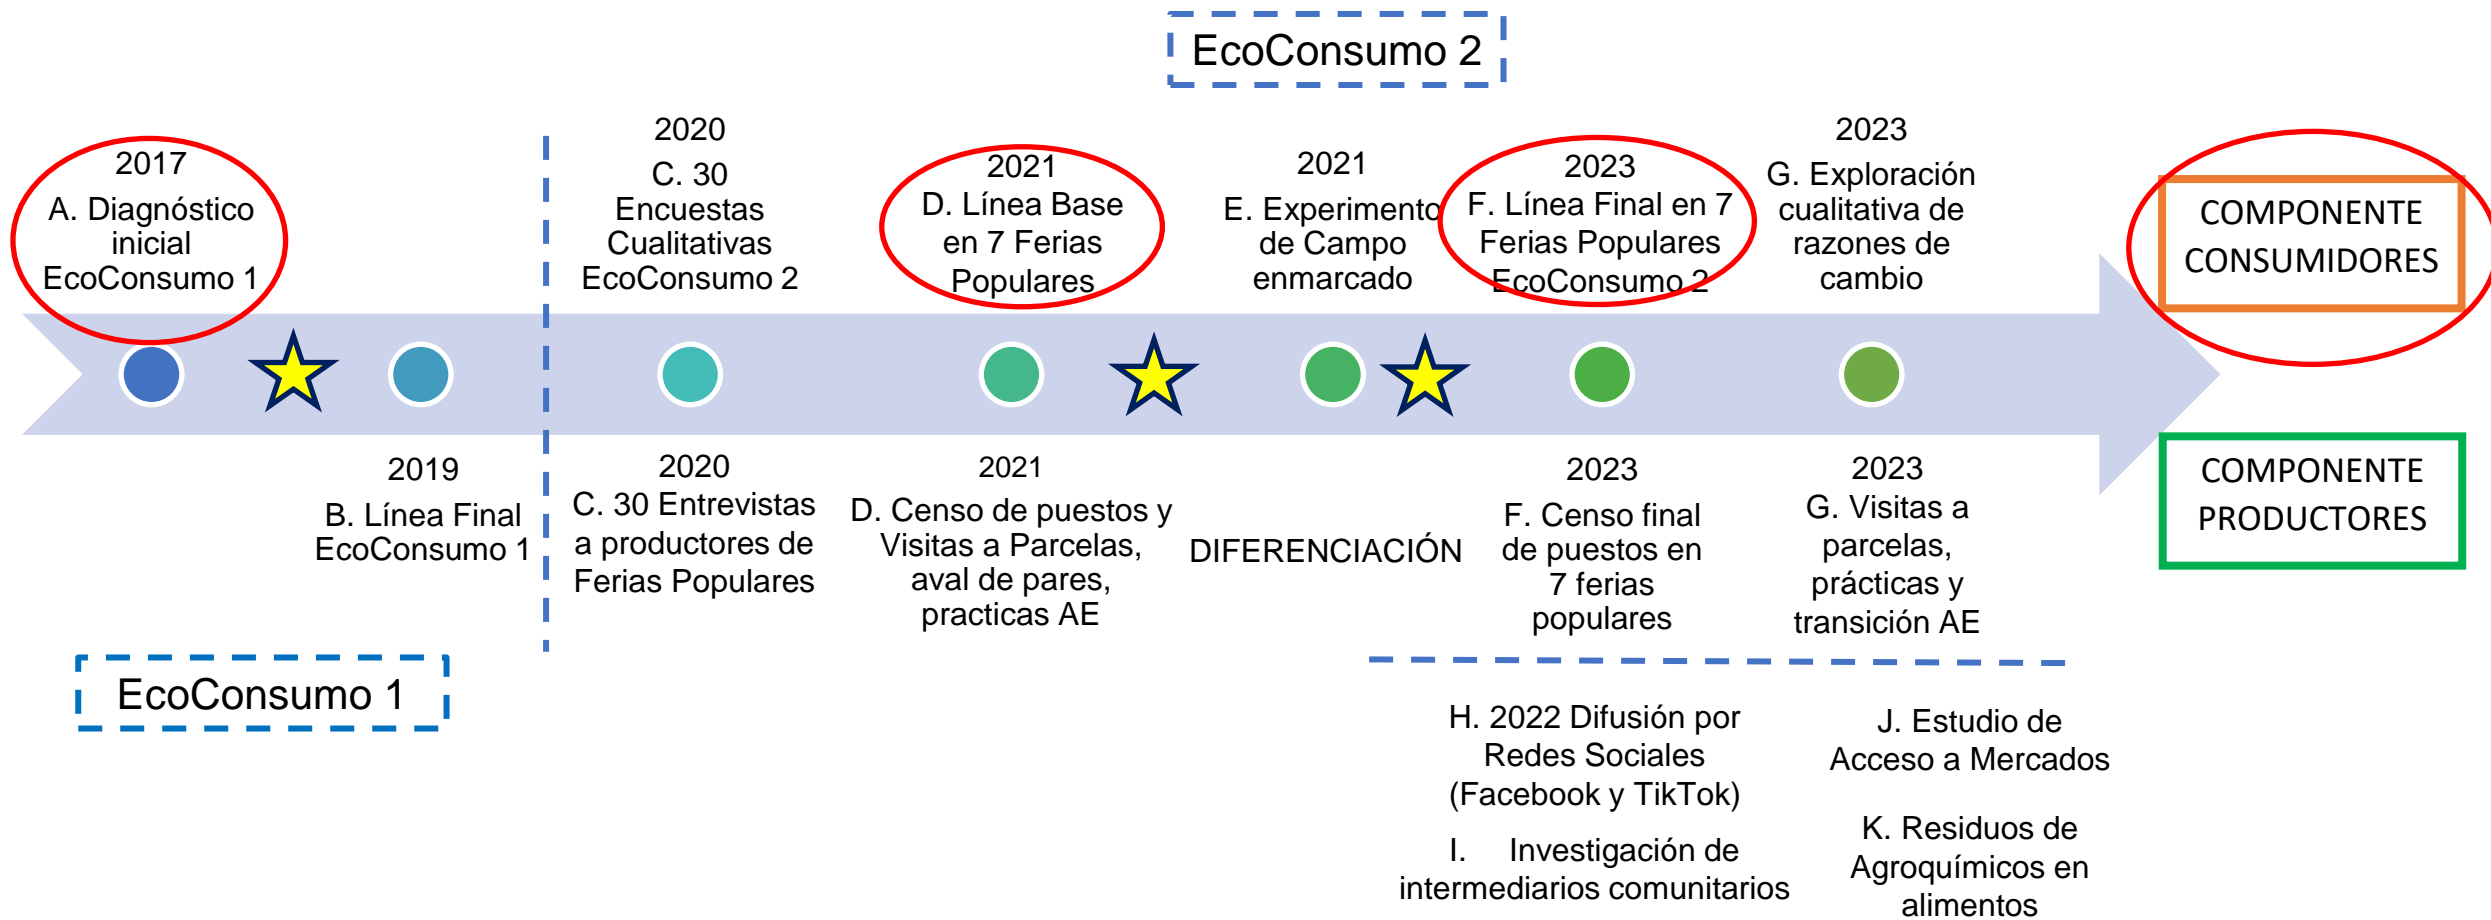 EcoConsumo 2
2017
A. Diagnóstico
inicial
EcoConsumo 1
2020
C. 30
Encuestas
Cualitativas
EcoConsumo 2
2021
D. Línea Base
en 7 Ferias
Populares
2021
E. Experimento
de Campo
enmarcado
2023
F. Línea Final en 7
Ferias Populares
EcoConsumo 2
2023
G. Exploración
cualitativa de
razones de
cambio
COMPONENTE
CONSUMIDORES
2019
B. Línea Final
EcoConsumo 1
2020
C. 30 Entrevistas
a productores de
Ferias Populares
2021
D. Censo de puestos y
Visitas a Parcelas,
aval de pares,
practicas AE
DIFERENCIACIÓN
2023
F. Censo final
de puestos en
7 ferias
populares
2023
G. Visitas a
parcelas,
prácticas y
transición AE
COMPONENTE
PRODUCTORES
EcoConsumo 1
H. 2022 Difusión por
Redes Sociales
(Facebook y TikTok)
I. Investigación de
intermediarios comunitarios
J. Estudio de
Acceso a Mercados
K. Residuos de
Agroquímicos en
alimentos